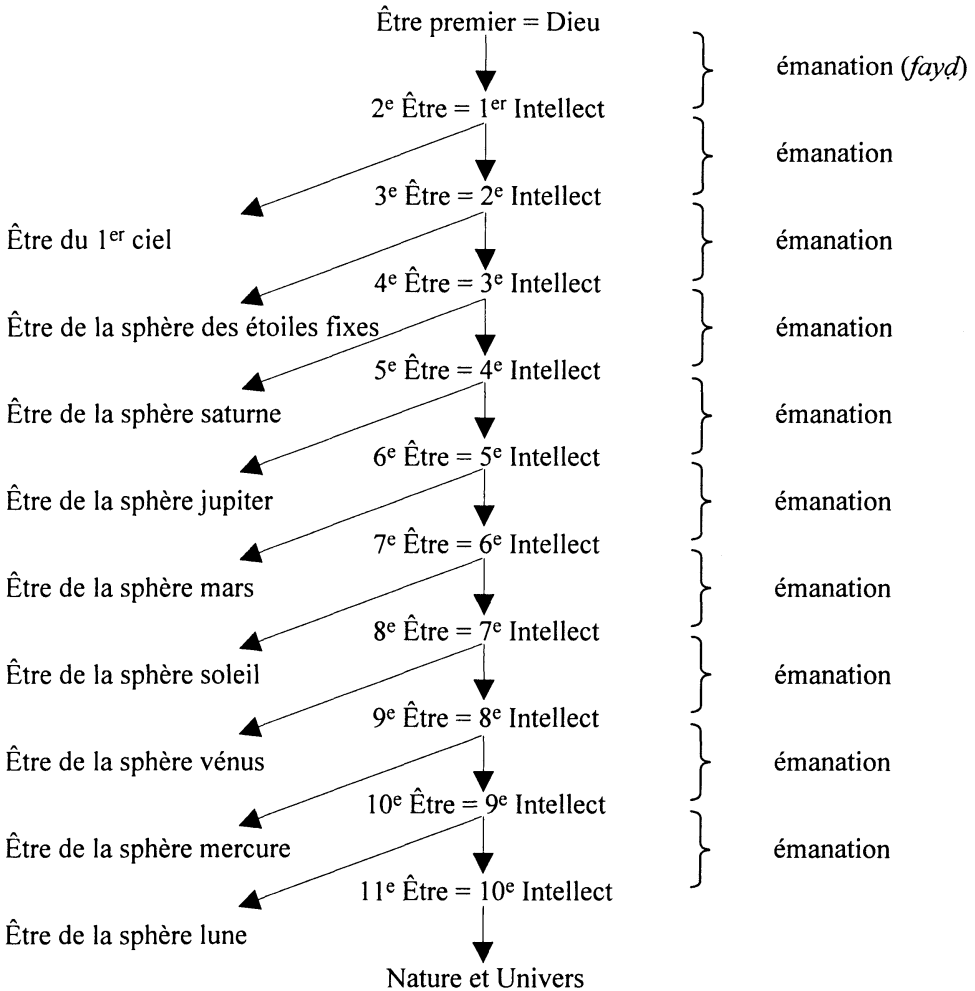 Être premier = Dieu
émanation (fayḍ)
2e Être = 1er Intellect
émanation
3e Être = 2e Intellect
Être du 1er ciel
émanation
4e Être = 3e Intellect
Être de la sphère des étoiles fixes
émanation
5e Être = 4e Intellect
Être de la sphère saturne
émanation
6e Être = 5e Intellect
Être de la sphère jupiter
émanation
7e Être = 6e Intellect
Être de la sphère mars
émanation
8e Être = 7e Intellect
Être de la sphère soleil
émanation
9e Être = 8e Intellect
Être de la sphère vénus
émanation
10e Être = 9e Intellect
Être de la sphère mercure
émanation
11e Être = 10e Intellect
Être de la sphère lune
Nature et Univers